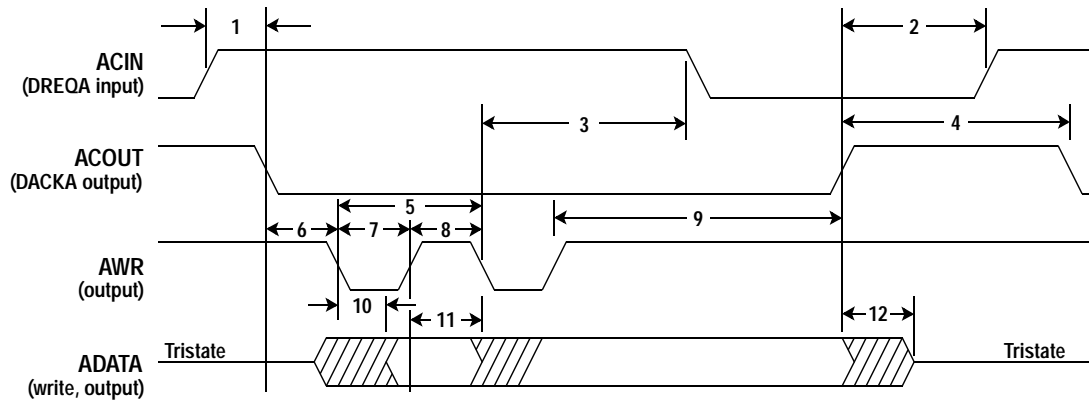 1
2
ACIN
(DREQA input)
3
4
ACOUT
(DACKA output)
5
6
7
8
9
AWR
(output)
10
11
12
Tristate
Tristate
ADATA
(write, output)